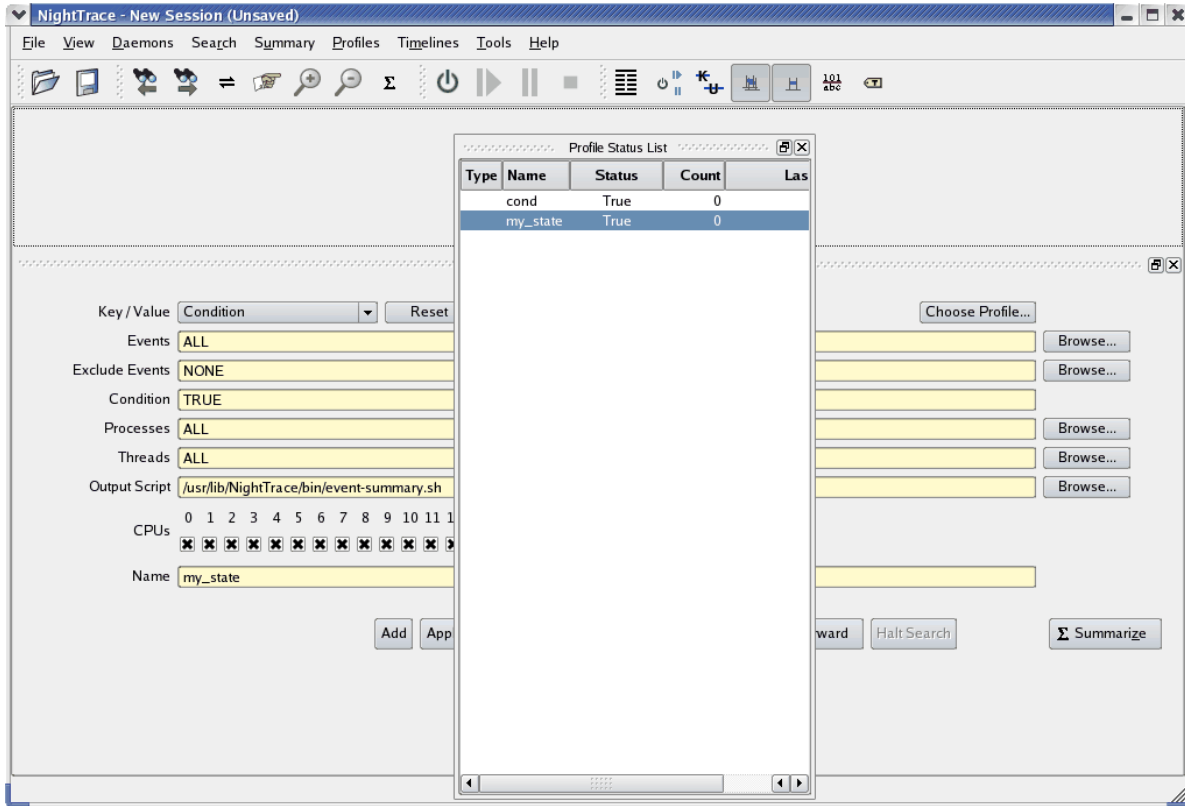 NightTrace - New Session (Unsaved)
File View Daemons Search Summary Profiles Timelines Tools Help
Σ 101 abc T
Profile Status List
Type Name Status Count Las
cond True 0
my_state True 0
Key / Value Condition Reset Choose Profile...
Events ALL Browse...
Exclude Events NONE Browse...
Condition TRUE
Processes ALL Browse...
Threads ALL Browse...
Output Script /usr/lib/NightTrace/bin/event-summary.sh Browse...
0 1 2 3 4 5 6 7 8 9 10 11 1
CPUs
Name my_state
Add App ward Halt Search Σ Summarize